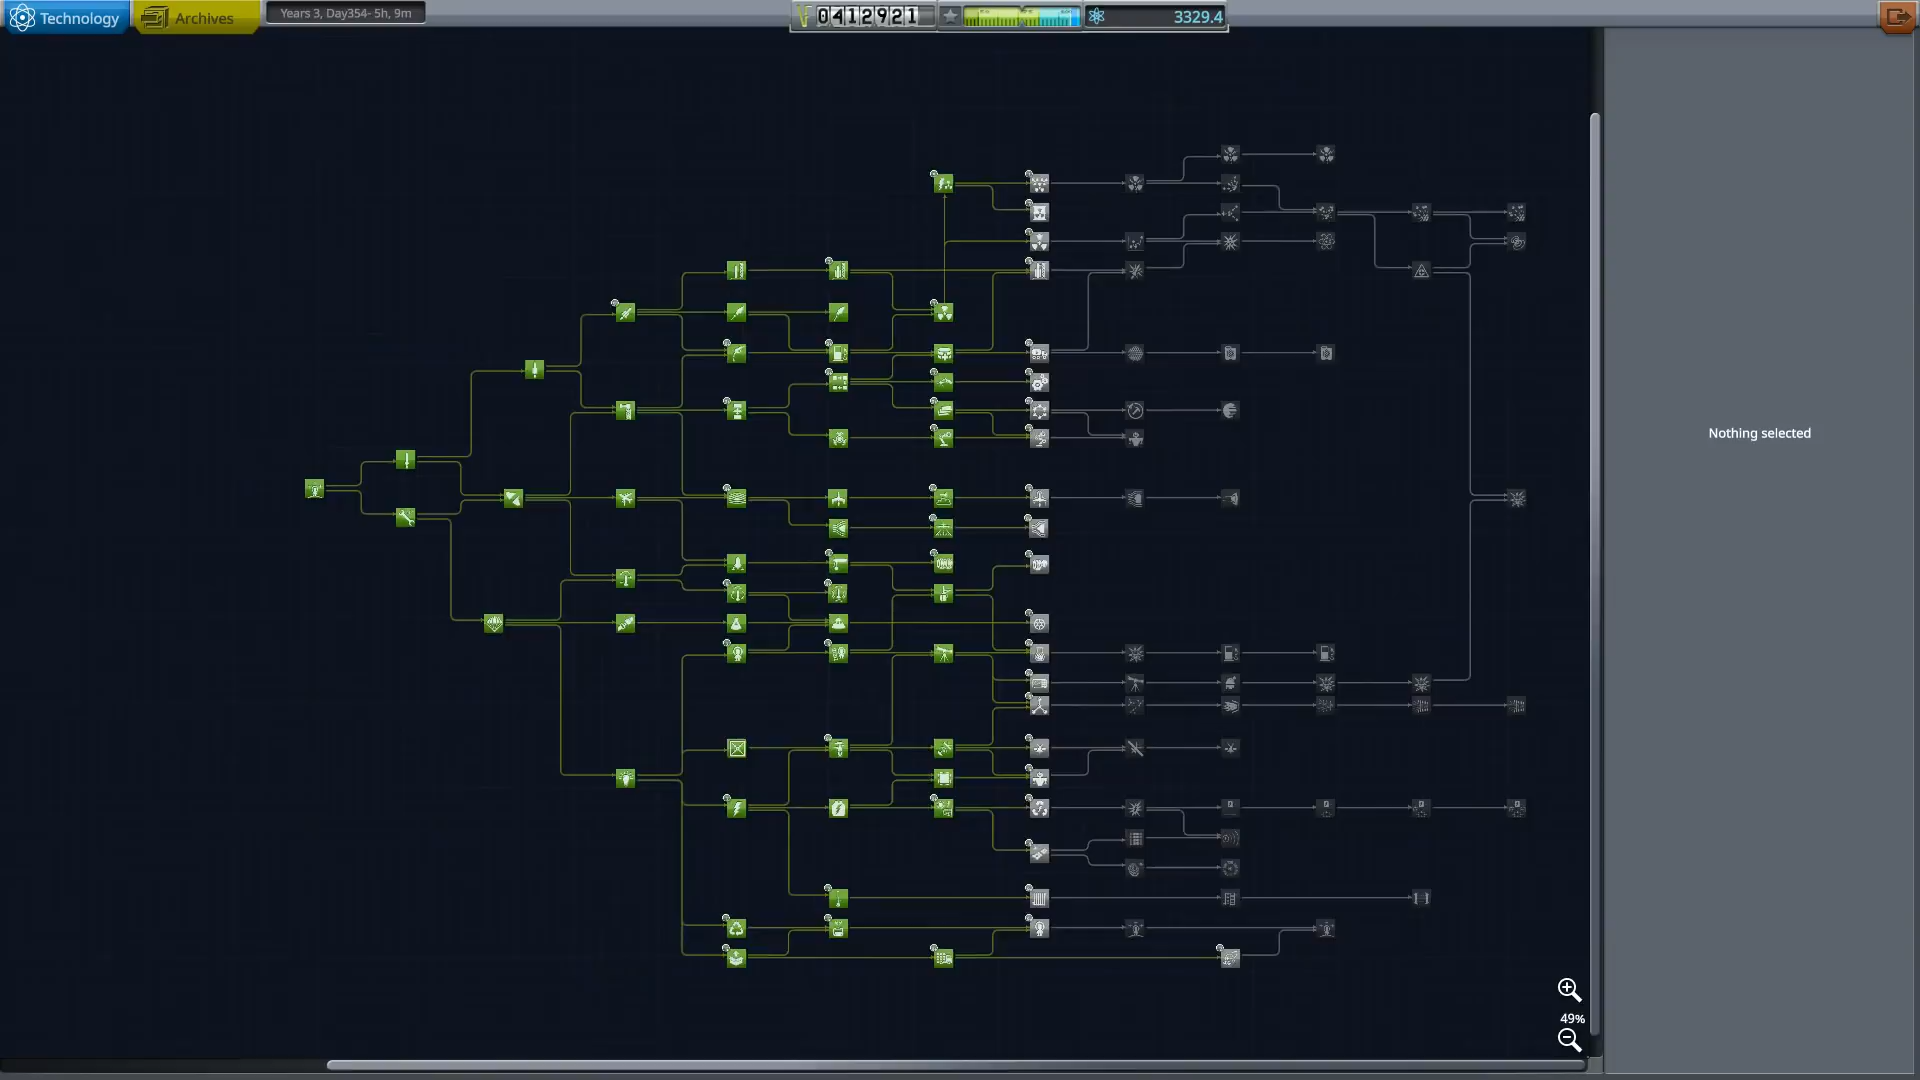 Technology
Archives
Years 3, Day354- 5h, 9m
0412921
3329.4
Nothing selected
49%